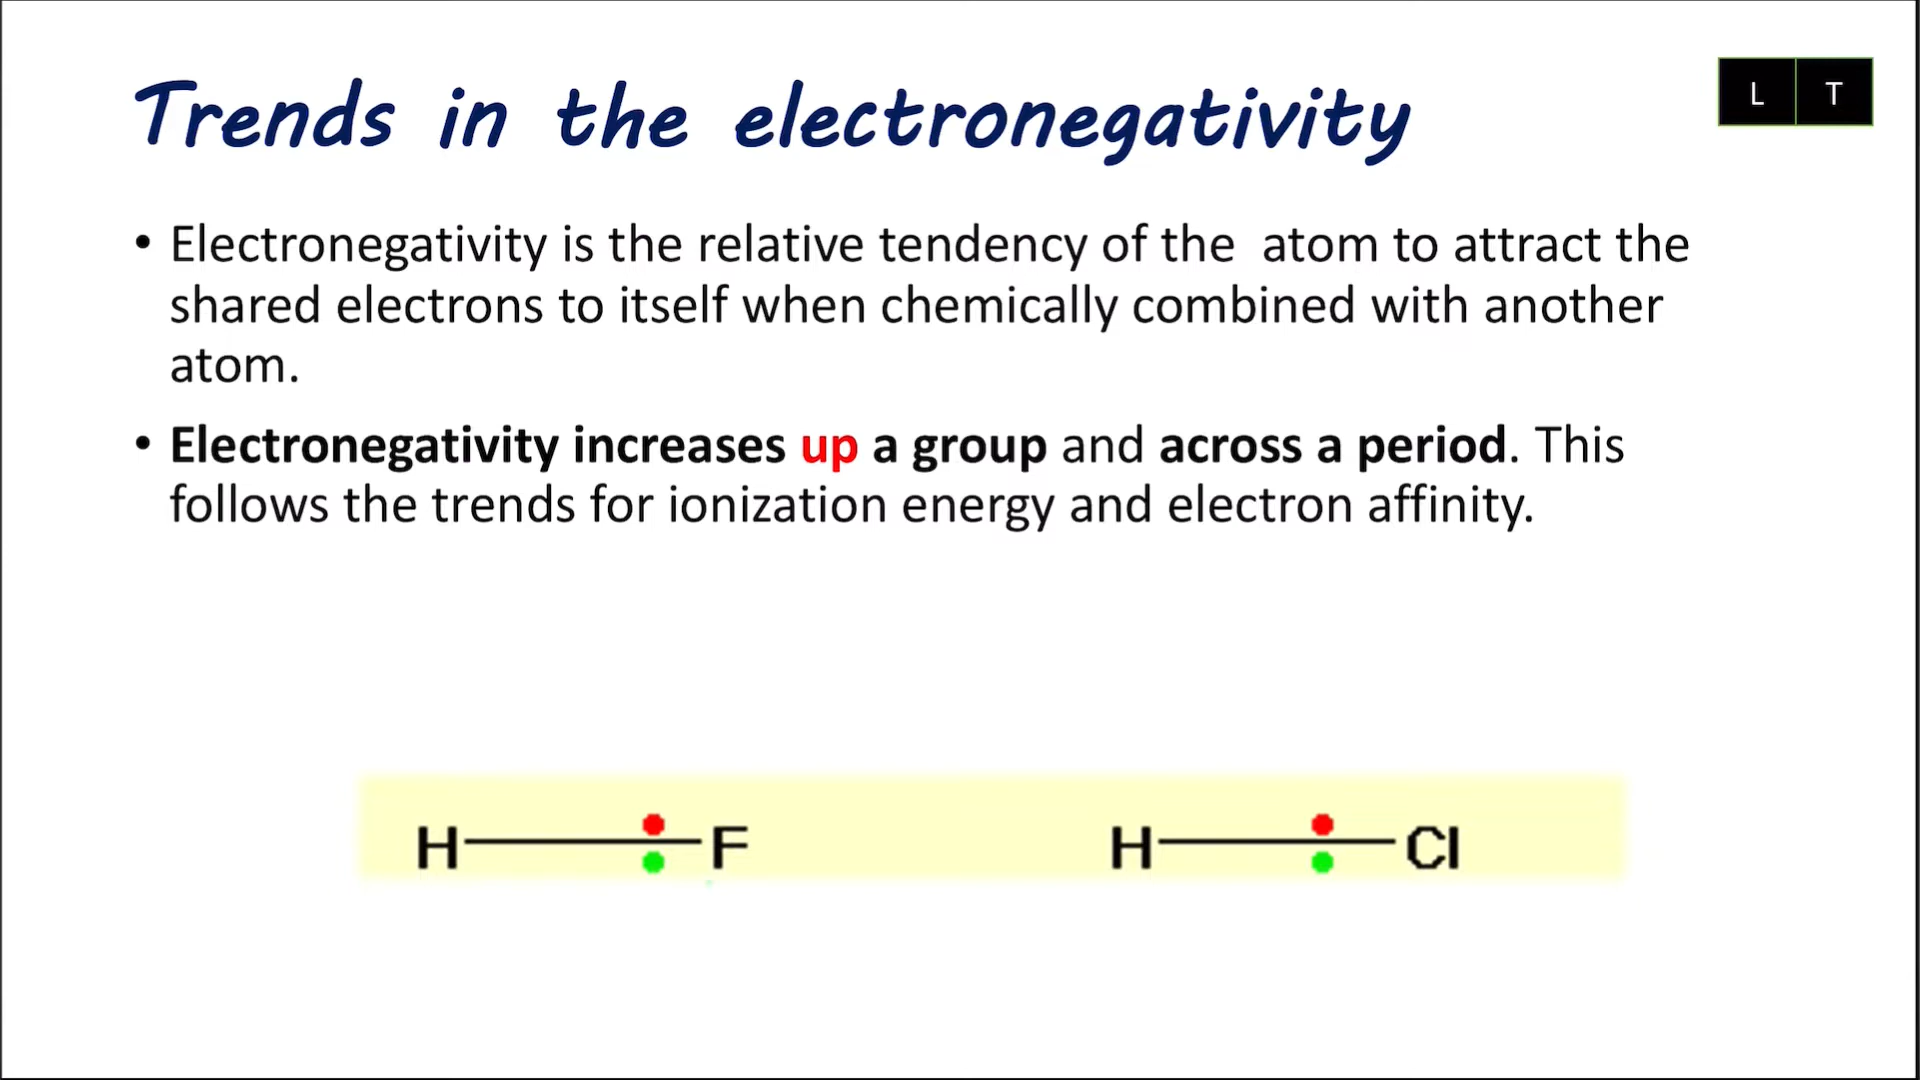 Trends in the electronegativity
L T
• Electronegativity is the relative tendency of the  atom to attract the
shared electrons to itself when chemically combined with another
atom.
• Electronegativity increases up a group and across a period. This
follows the trends for ionization energy and electron affinity.
H F
H Cl